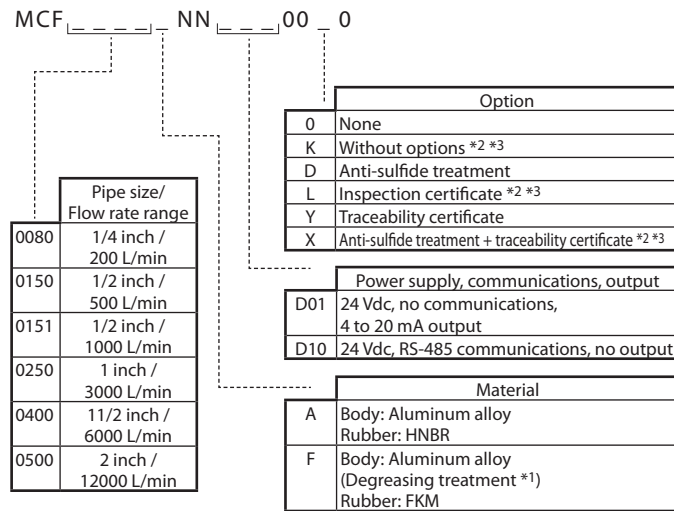 MCF _ _ _ _ _ NN _ _ _ 00 _ 0
Option
0 None
K Without options *2 *3
D Anti-sulfide treatment
L Inspection certificate *2 *3
Y Traceability certificate
X Anti-sulfide treatment + traceability certificate *2 *3
Pipe size/
Flow rate range
0080 1/4 inch /
200 L/min
0150 1/2 inch /
500 L/min
0151 1/2 inch /
1000 L/min
0250 1 inch /
3000 L/min
0400 11/2 inch /
6000 L/min
0500 2 inch /
12000 L/min
Power supply, communications, output
D01 24 Vdc, no communications,
4 to 20 mA output
D10 24 Vdc, RS-485 communications, no output
Material
A Body: Aluminum alloy
Rubber: HNBR
F Body: Aluminum alloy
(Degreasing treatment *1)
Rubber: FKM